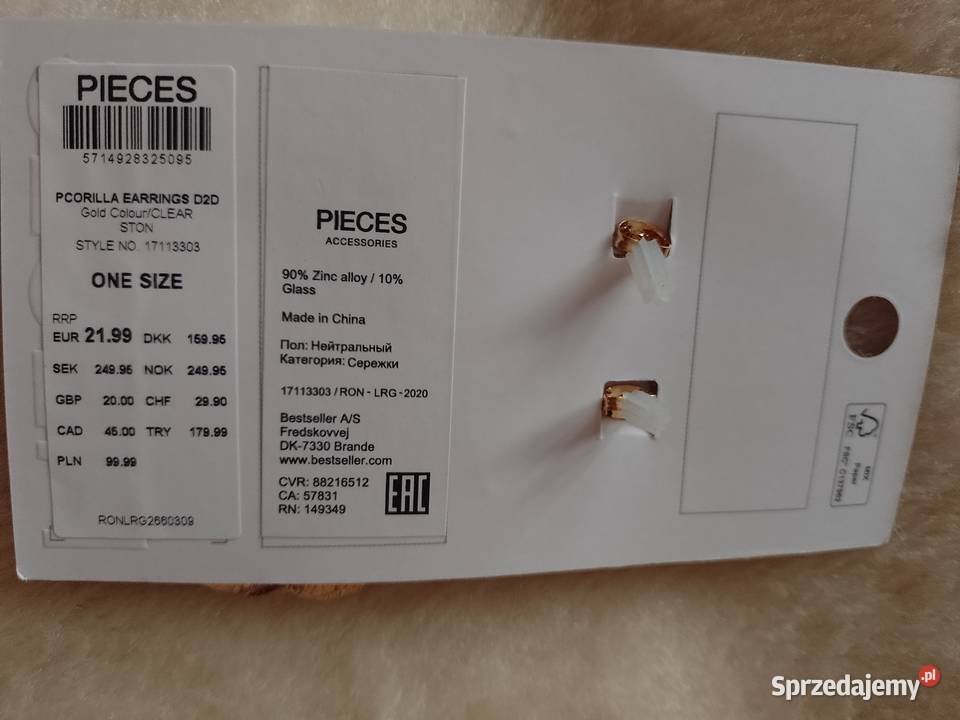 PIECES
5714928325095
PCORILLA EARRINGS D2D
Gold Colour/CLEAR
STON
STYLE NO 17113303
ONE SIZE
RRP
EUR 21.99 DKK 159.95
SEK 249.95 NOK 249.95
GBP 20.00 CHF 29.90
CAD 45.00 TRY 179.99
PLN 99.99
RONLRG2660309
PIECES
ACCESSORIES
90% Zinc alloy / 10%
Glass
Made in China
Пол: Нейтральный
Категория: Сережки
17113303 / RON - LRG - 2020
Bestseller A/S
Fredskovvej
DK-7330 Brande
www.bestseller.com
CVR: 88216512
CA: 57831
RN: 149349
EAC
FSC
MIX
Paper
Sprzedajemy.pl